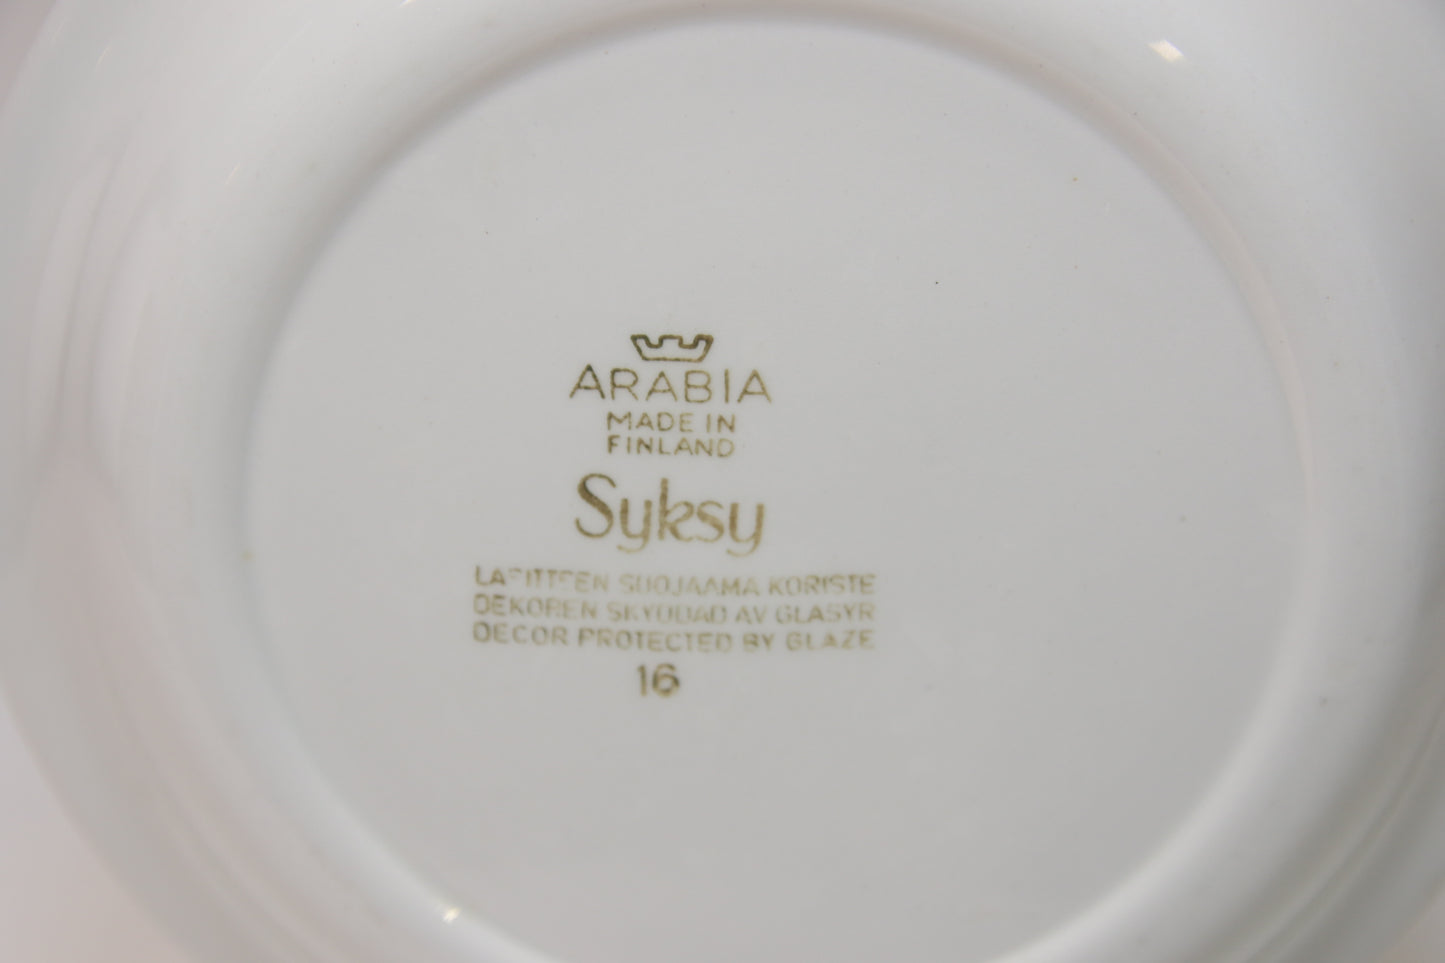 ARABIA
MADE IN
FINLAND
Syksy
LASITTEEN SUOJAAMA KORISTE
DEKOREN SKYDDAD AV GLASYR
DECOR PROTECTED BY GLAZE
16